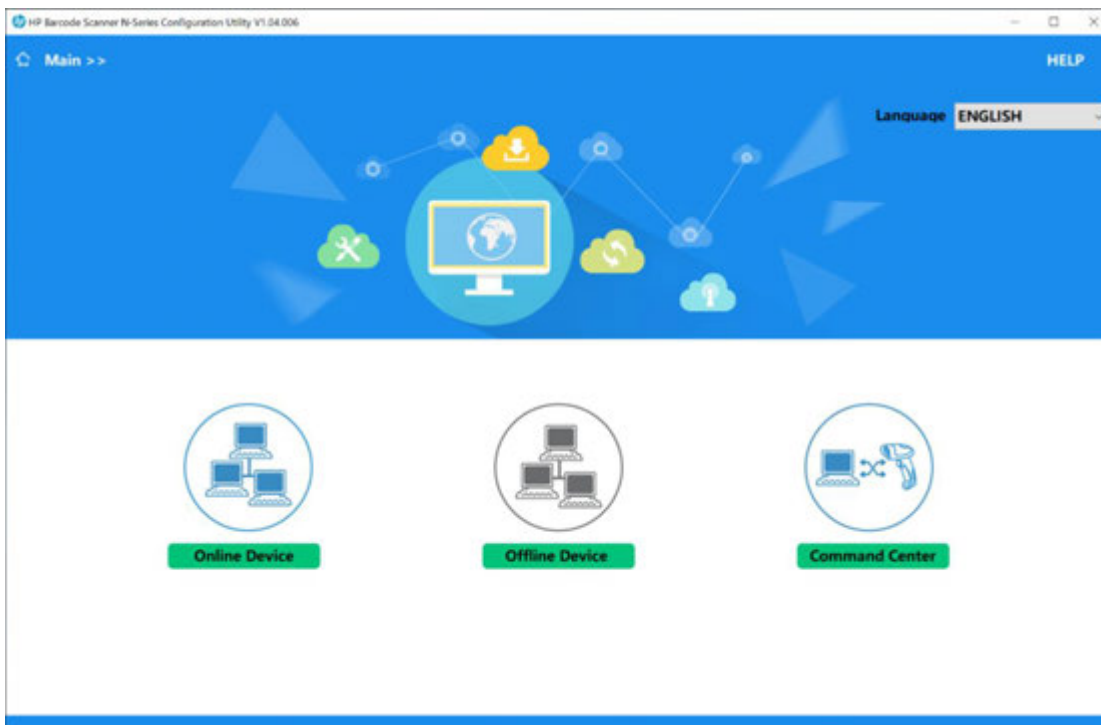 HP Barcode Scanner N-Series Configuration Utility V1.04.006
Main >>
HELP
Language ENGLISH
Online Device
Offline Device
Command Center